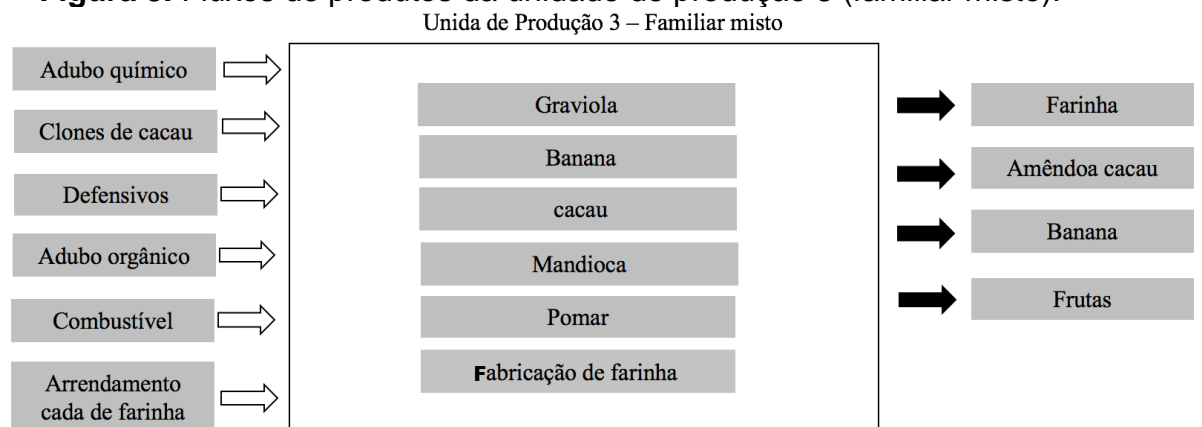 Unida de Produção 3 – Familiar misto
Adubo químico
Clones de cacau
Defensivos
Adubo orgânico
Combustível
Arrendamento
cada de farinha
Graviola
Banana
cacau
Mandioca
Pomar
Fabricação de farinha
Farinha
Amêndoa cacau
Banana
Frutas